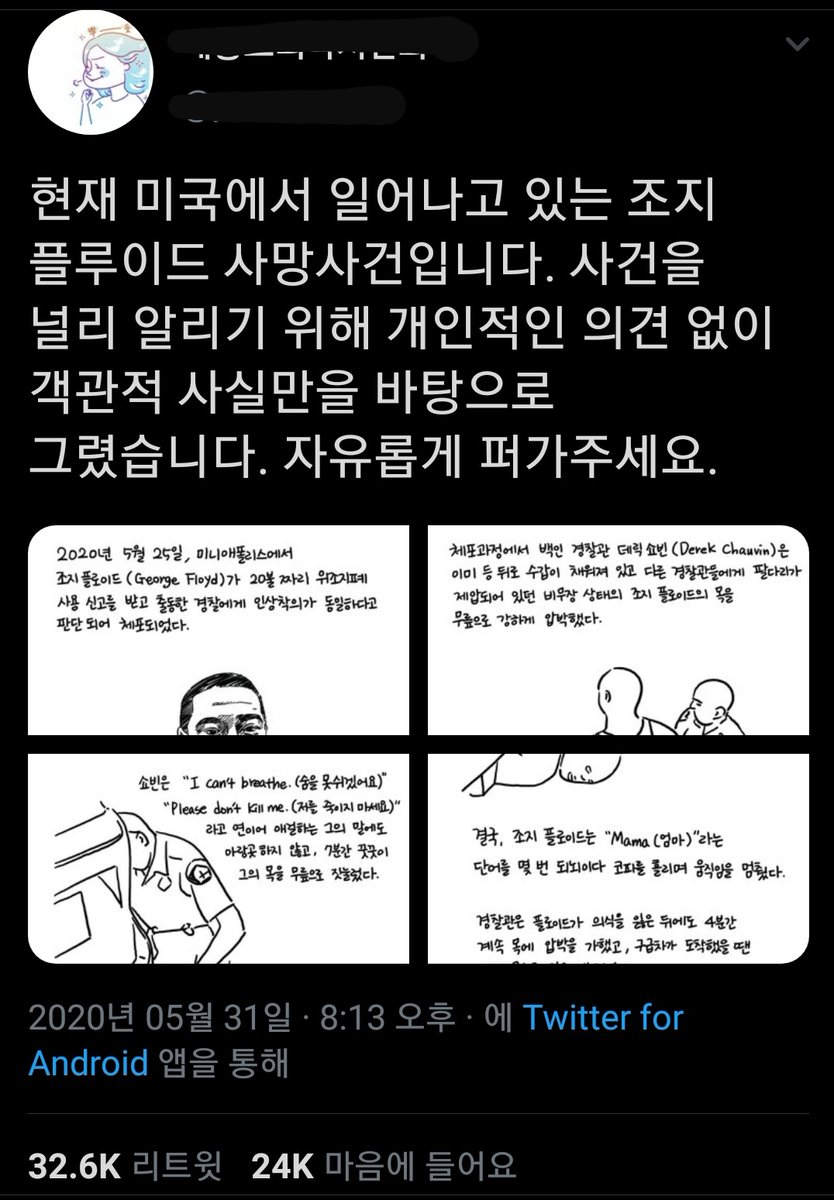 현재 미국에서 일어나고 있는 조지
플루이드 사망사건입니다. 사건을
널리 알리기 위해 개인적인 의견 없이
객관적 사실만을 바탕으로
그렸습니다. 자유롭게 퍼가주세요.
2020년 5월 25일, 미니애폴리스에서
조지 플로이드(George Floyd)가 20불 짜리 위조지폐
사용 신고를 받고 출동한 경찰에게 인상착의가 동일하다고
판단 되어 체포되었다.
체포과정에서 백인 경찰관 데릭 쇼빈(Derek Chauvin)은
이미 등 뒤로 수갑이 채워져 있고 다른 경찰관들에게 팔다리가
제압되어 있던 비무장 상태의 조지 플로이드의 목을
무릎으로 강하게 압박했다.
쇼빈은 "I can't breathe.(숨을 못쉬겠어요)"
"Please don't kill me.(저를 죽이지 마세요)"
라고 연이어 애걸하는 그의 말에도
아랑곳하지 않고, 7분간 꿋꿋이
그의 목을 무릎으로 짓눌렀다.
결국, 조지 플로이드는 "Mama(엄마)"라는
단어를 몇 번 되뇌이다 코피를 흘리며 움직임을 멈췄다.
경찰관은 플로이드가 의식을 잃은 뒤에도 4분간
계속 목에 압박을 가했고, 구급차가 도착했을 땐
2020년 05월 31일 · 8:13 오후 · 에 Twitter for
Android 앱을 통해
32.6K 리트윗 24K 마음에 들어요